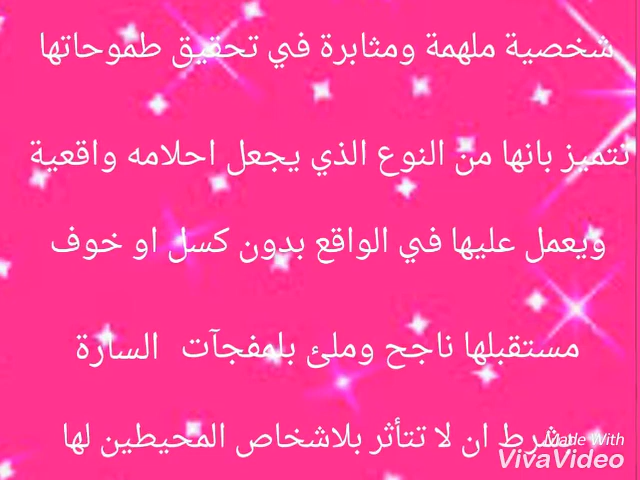 شخصية ملهمة ومثابرة في تحقيق طموحاتها
تتميز بانها من النوع الذي يجعل احلامه واقعية
ويعمل عليها في الواقع بدون كسل او خوف
مستقبلها ناجح وملئ بلمفجآت السارة
بشرط ان لا تتأثر بلاشخاص المحيطين لها
Made With
VivaVideo